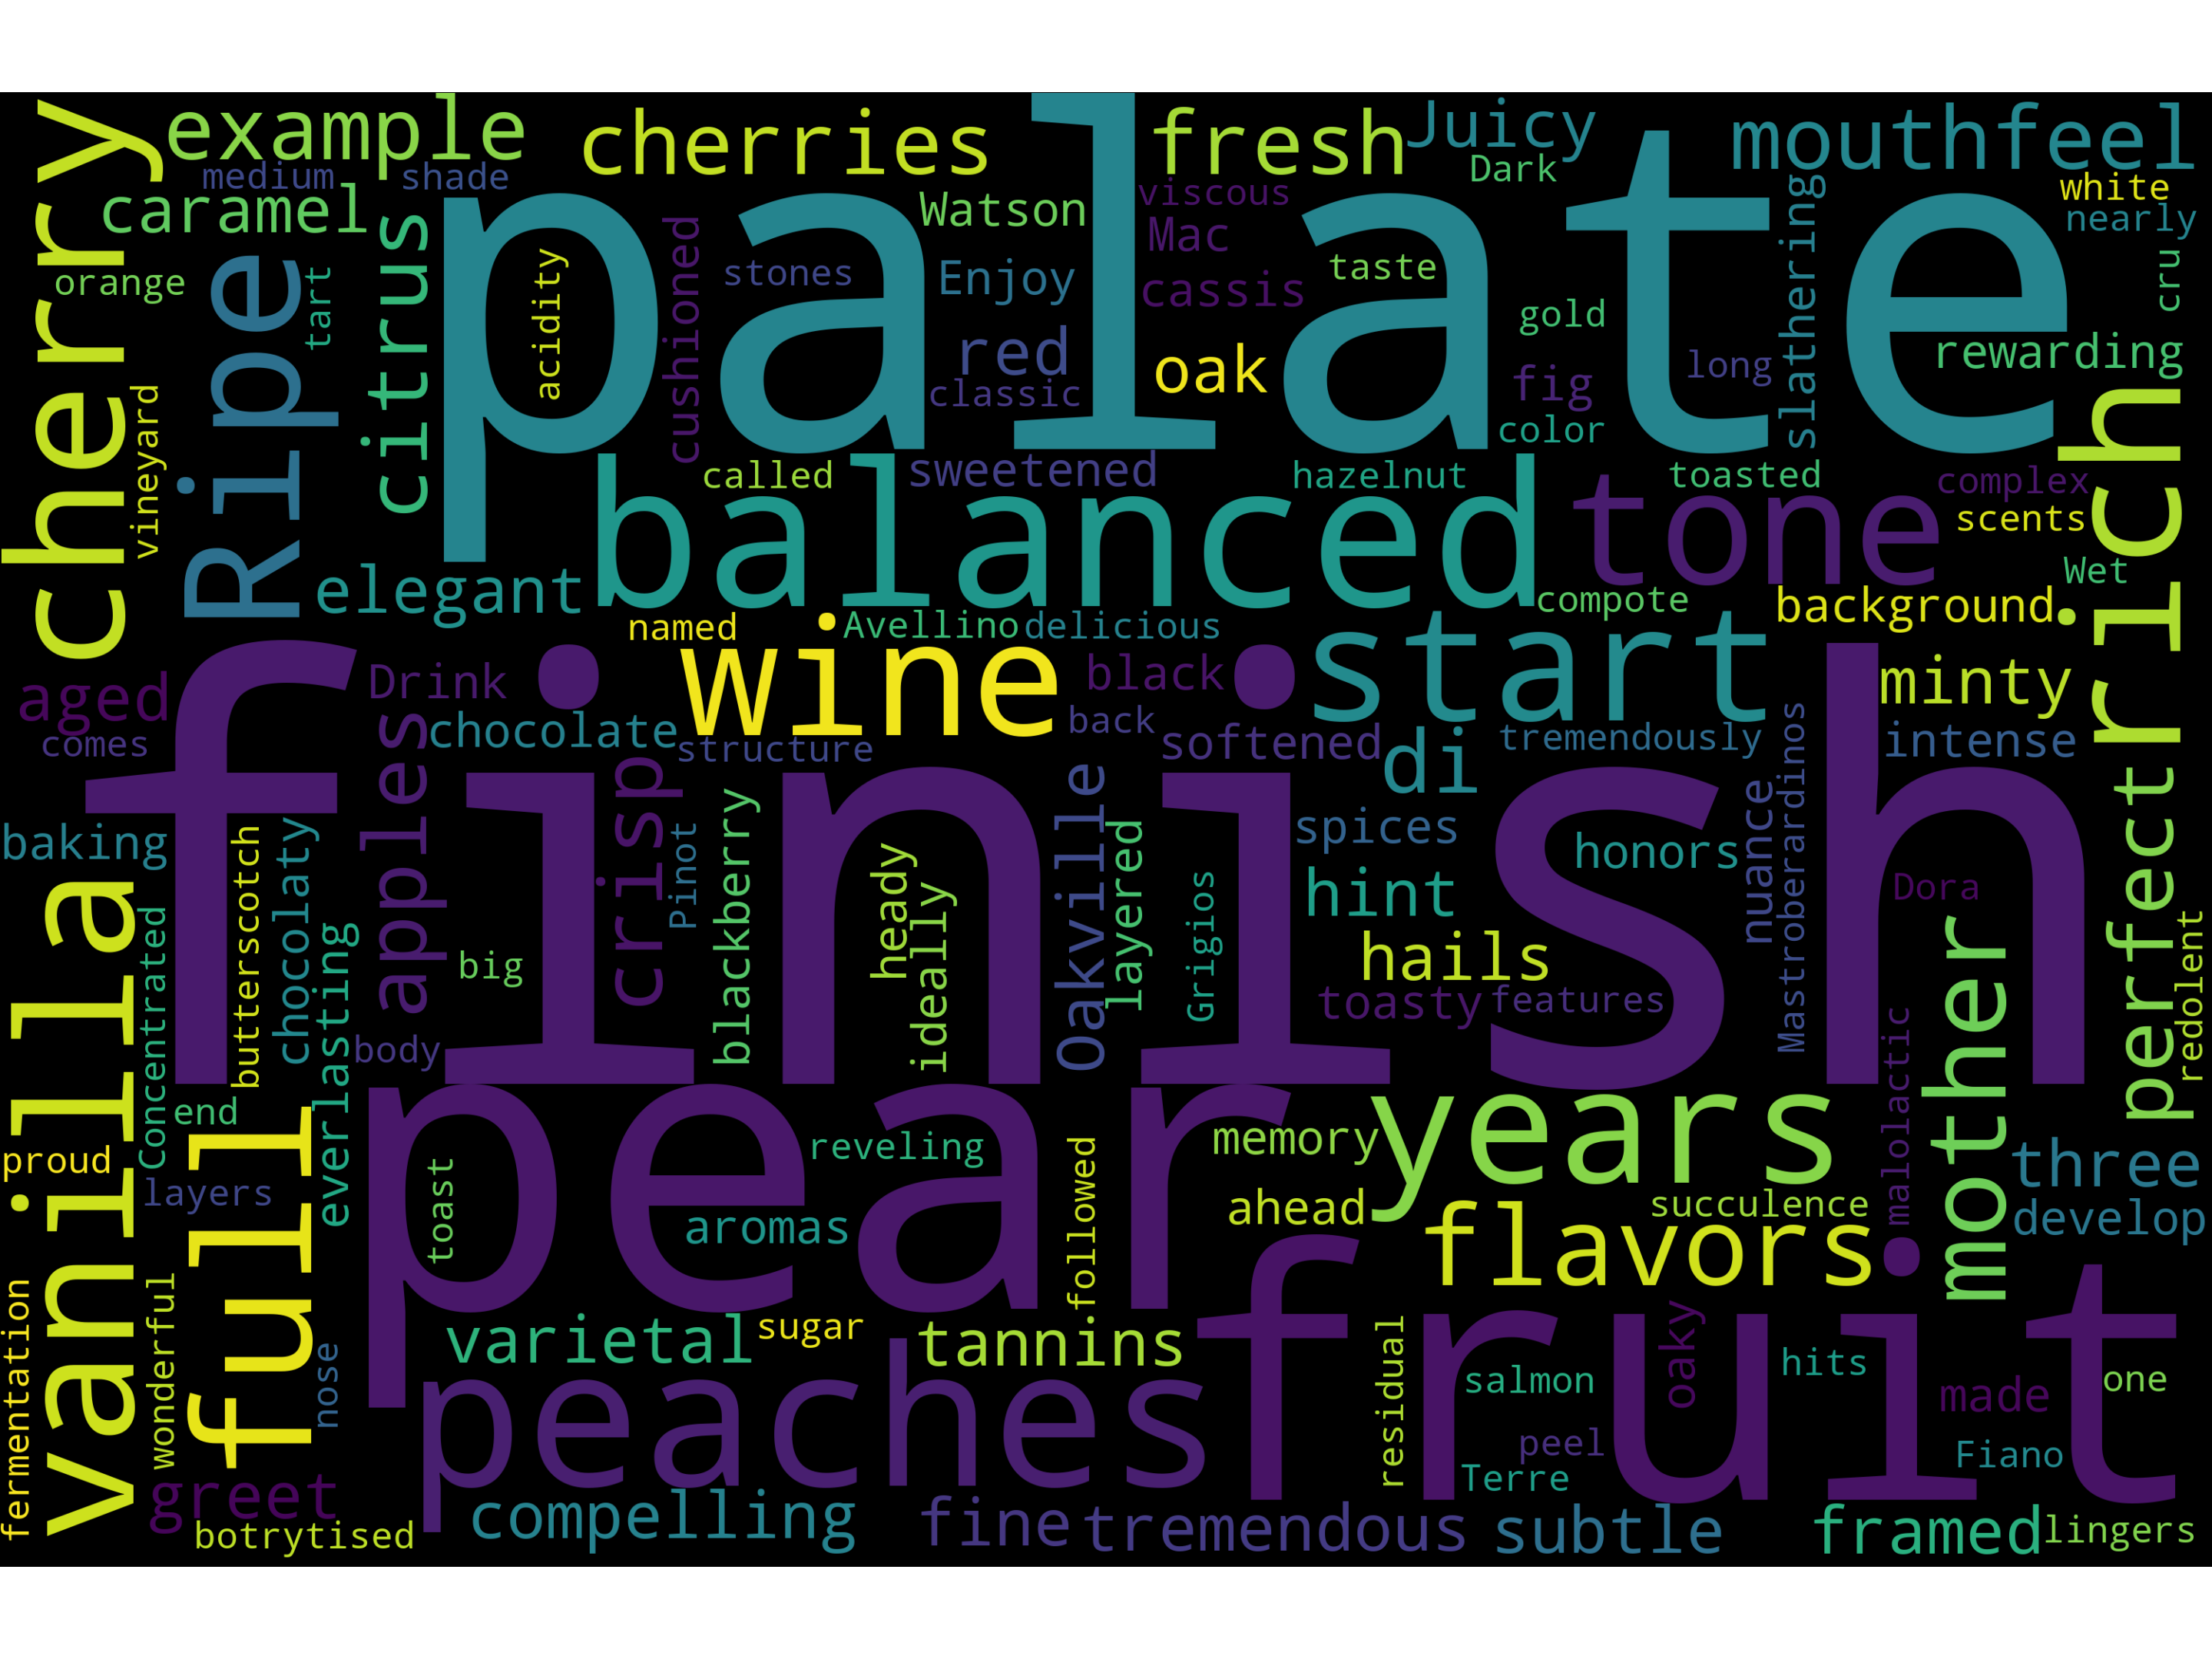 palate
finish
pear
fruit
balanced
peaches
wine
start
tone
cherry
vanilla
full
Ripe
rich
years
flavors
mother
perfect
example
cherries
fresh
Juicy
mouthfeel
medium
shade
caramel
citrus
Watson
viscous
Dark
white
nearly
Mac
slathering
cru
orange
tart
acidity
cushioned
stones
Enjoy
cassis
taste
gold
rewarding
red
oak
fig
long
classic
color
vineyard
called
sweetened
hazelnut
toasted
complex
scents
elegant
compote
Wet
background
named
Avellino
delicious
aged
Drink
black
minty
comes
chocolate
structure
back
softened
di
tremendously
intense
apples
crisp
Oakville
nuance
Mastroberardinos
baking
butterscotch
chocolaty
Pinot
blackberry
heady
ideally
layered
Grigios
spices
honors
hint
Dora
hails
toasty
features
redolent
Concentrated
everlasting
big
body
malolactic
end
proud
layers
toast
reveling
aromas
followed
memory
ahead
succulence
three
develop
fermentation
wonderful
nose
varietal
sugar
tannins
residual
salmon
oaky
hits
made
one
peel
Terre
Fiano
greet
botrytised
compelling
fine
tremendous
subtle
framed
lingers